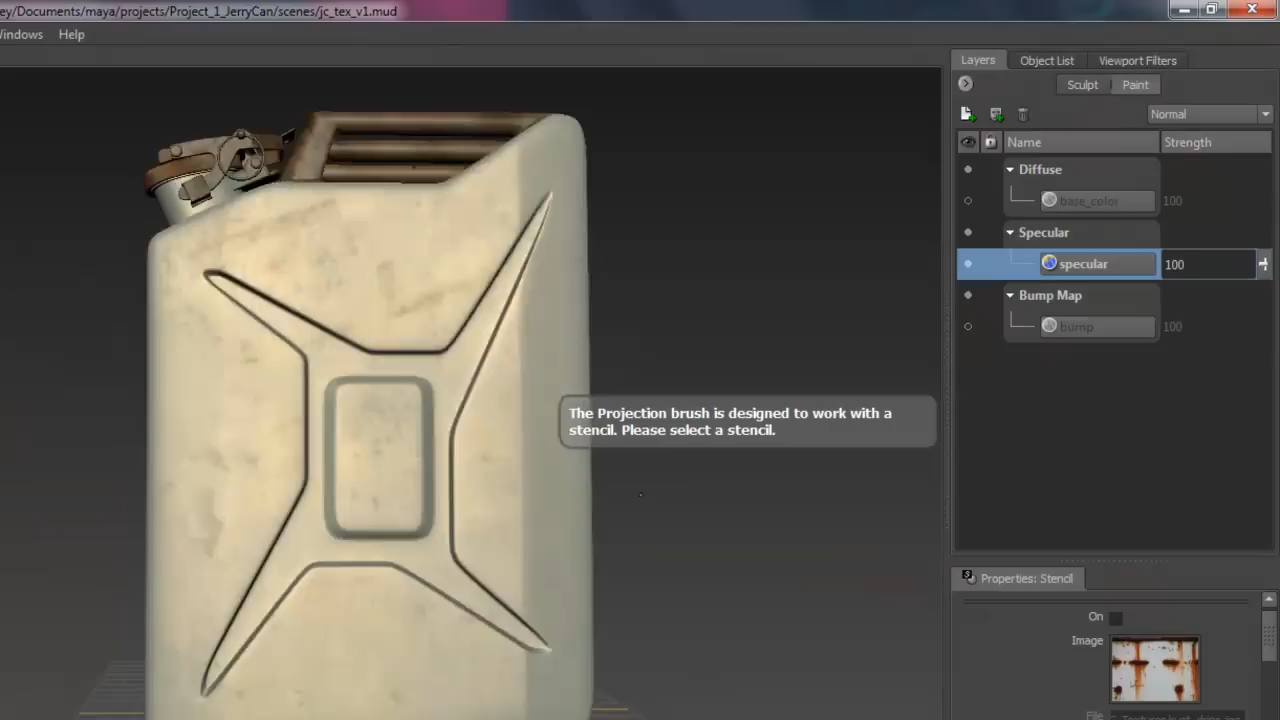 ey/Documents/maya/projects/Project_1_JerryCan/scenes/jc_tex_v1.mud
Windows Help
Layers Object List Viewport Filters
Sculpt Paint
Normal
Name Strength
Diffuse
base_color 100
Specular
specular 100
Bump Map
bump 100
The Projection brush is designed to work with a
stencil. Please select a stencil.
Properties: Stencil
On
Image
File